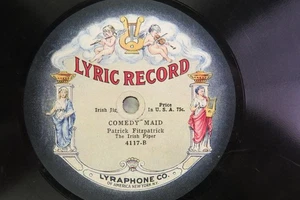 LYRIC RECORD
Irish Jig
Price
In U. S. A. 75c.
COMEDY MAID
Patrick Fitzpatrick
The Irish Piper
4117-B
LYRAPHONE CO.
OF AMERICA NEW YORK N.Y.